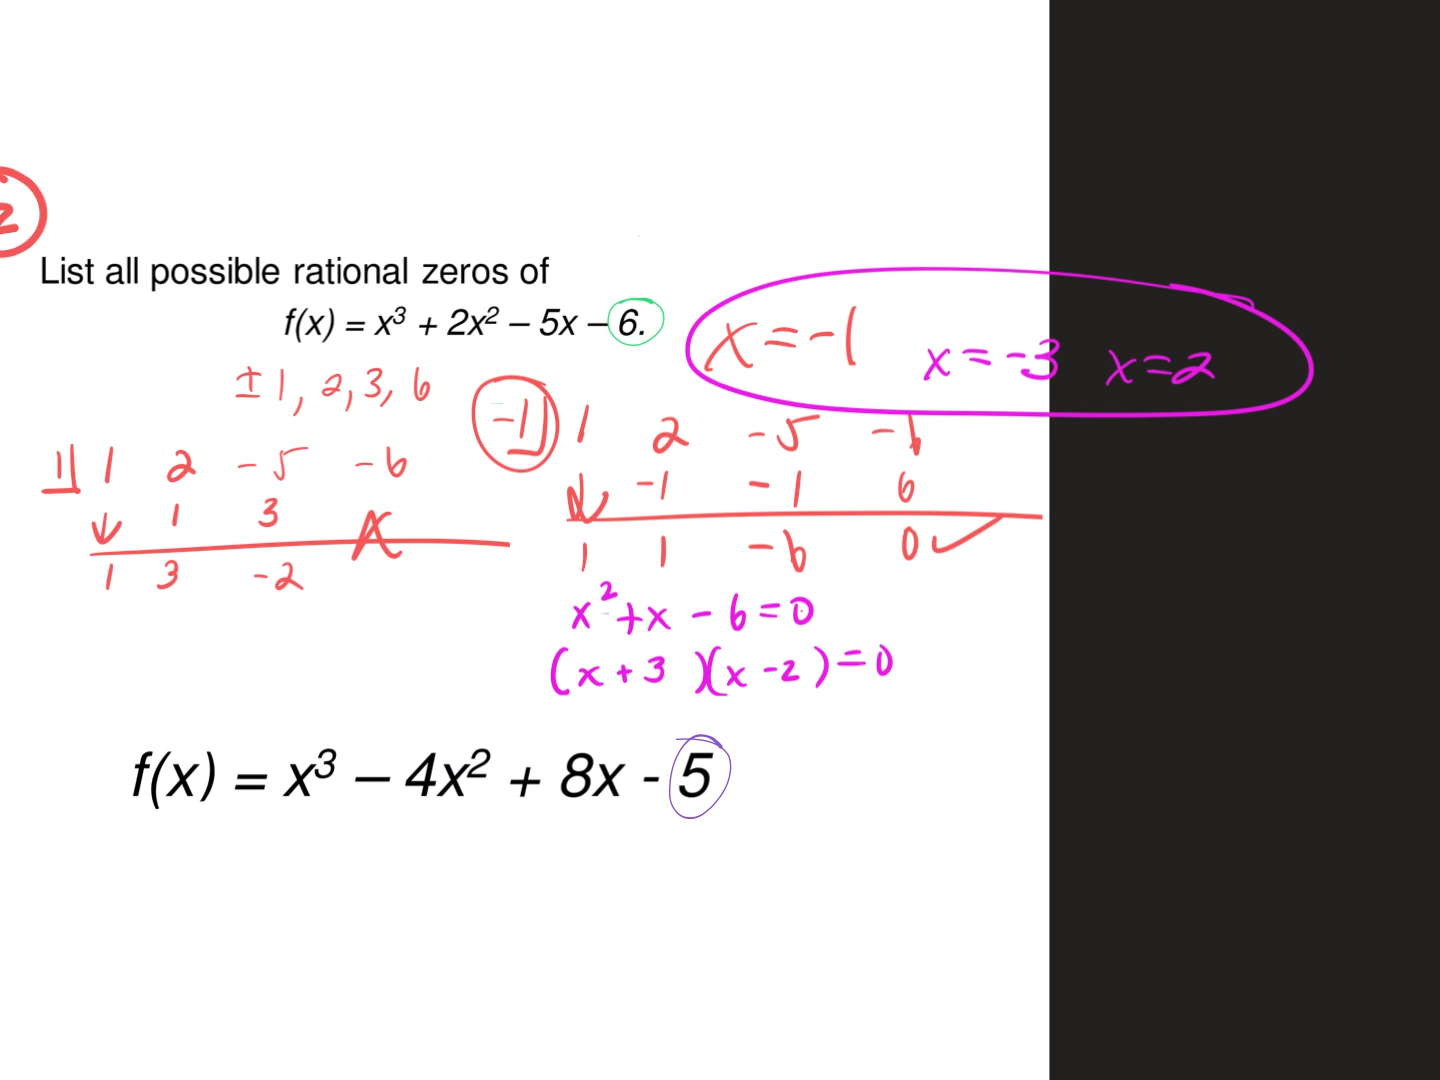 2
List all possible rational zeros of
f(x) = x³ + 2x² – 5x – 6.
x = -1 x = -3 x = 2
± 1, 2, 3, 6
-1| 1 2 -5 -6
1| 1 2 -5 -6
-1 -1 6
1 3
1 1 -6 0
1 3 -2
x² + x - 6 = 0
(x + 3)(x - 2) = 0
f(x) = x³ – 4x² + 8x - 5